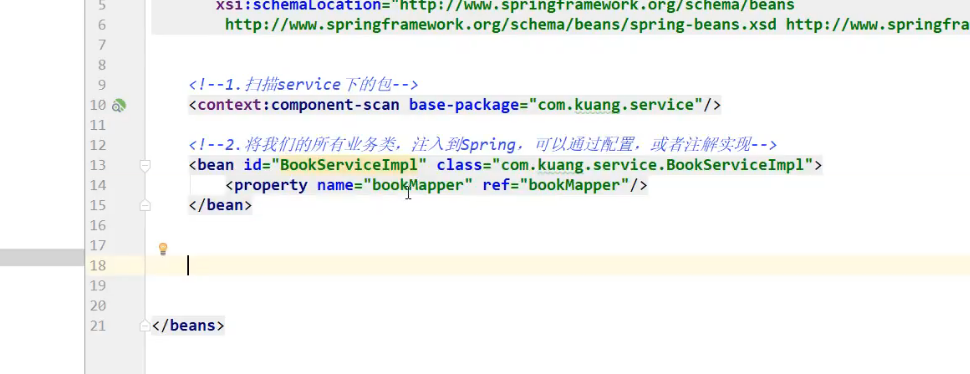 5 xsi:schemaLocation="http://www.springframework.org/schema/beans
6 http://www.springframework.org/schema/beans/spring-beans.xsd http://www.springfra
7
8
9 <!--1.扫描service下的包-->
10 <context:component-scan base-package="com.kuang.service"/>
11
12 <!--2.将我们的所有业务类，注入到Spring，可以通过配置，或者注解实现-->
13 <bean id="BookServiceImpl" class="com.kuang.service.BookServiceImpl">
14 <property name="bookMapper" ref="bookMapper"/>
15 </bean>
16
17
18
19
20
21 </beans>